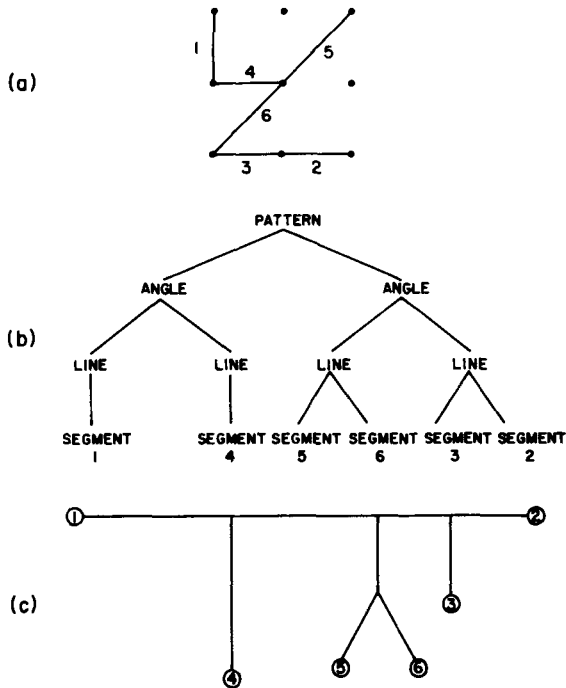 (a)
1
5
4
6
3 2
(b)
PATTERN
ANGLE ANGLE
LINE LINE LINE LINE
SEGMENT SEGMENT SEGMENT SEGMENT SEGMENT SEGMENT
1 4 5 6 3 2
(c)
1 2
3
5 6
4